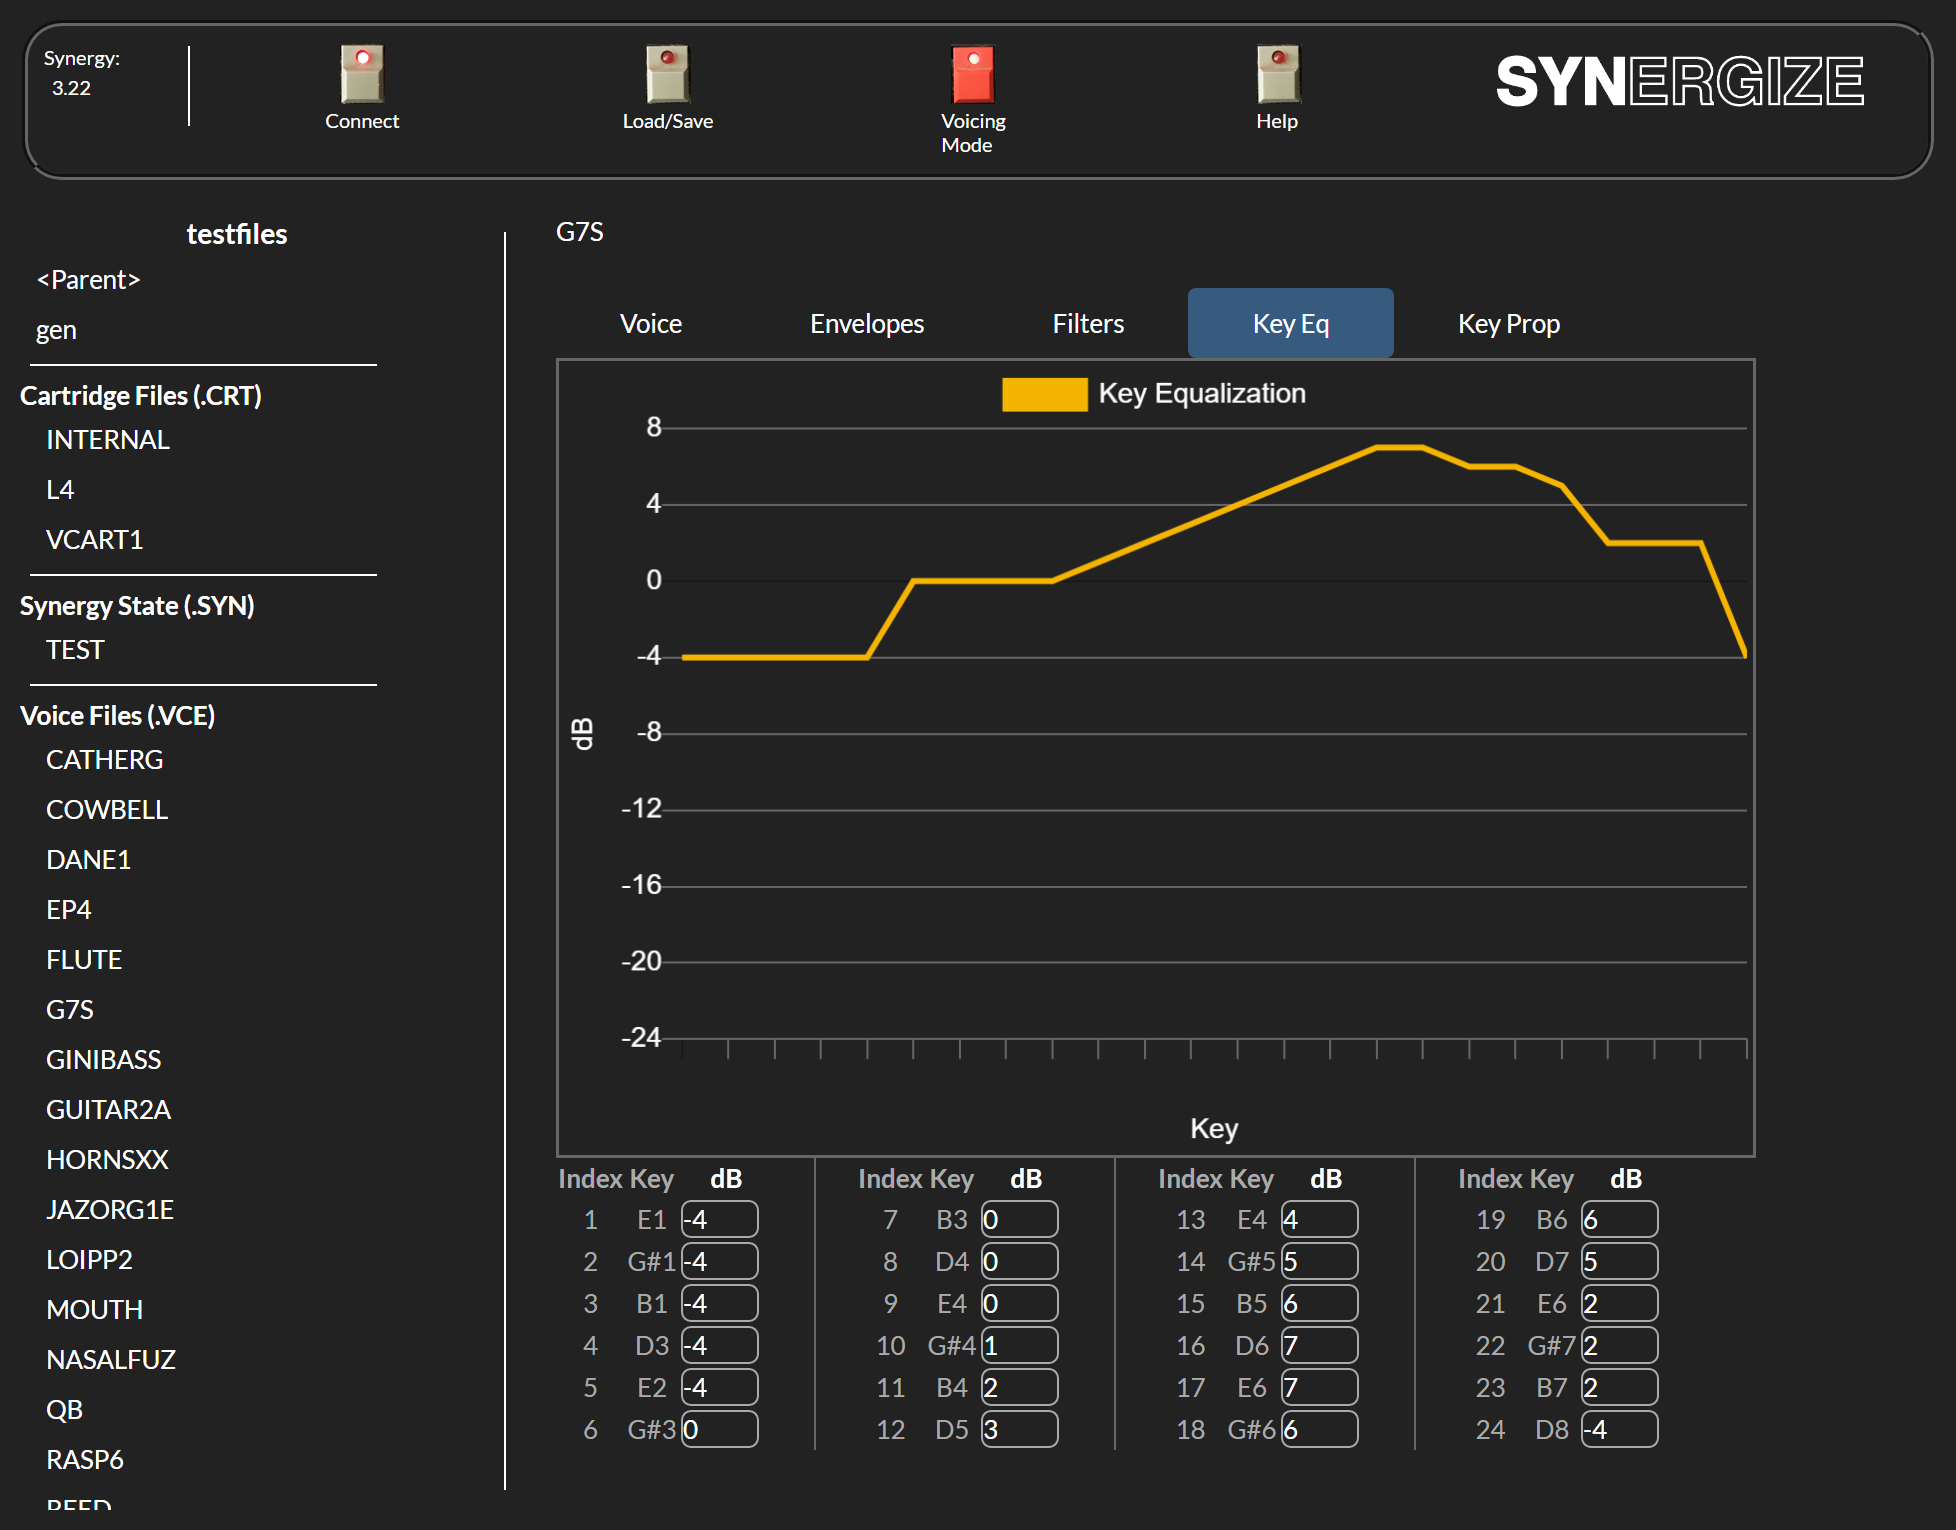 Synergy:
3.22
Connect
Load/Save
Voicing
Mode
Help
SYNERGIZE
testfiles
<Parent>
gen
Cartridge Files (.CRT)
INTERNAL
L4
VCART1
Synergy State (.SYN)
TEST
Voice Files (.VCE)
CATHERG
COWBELL
DANE1
EP4
FLUTE
G7S
GINIBASS
GUITAR2A
HORNSXX
JAZORG1E
LOIPP2
MOUTH
NASALFUZ
QB
RASP6
REED
G7S
Voice Envelopes Filters Key Eq Key Prop
Key Equalization
8
4
0
-4
-8
-12
-16
-20
-24
dB
Key
Index Key dB Index Key dB Index Key dB Index Key dB
1 E1 -4 7 B3 0 13 E4 4 19 B6 6
2 G#1 -4 8 D4 0 14 G#5 5 20 D7 5
3 B1 -4 9 E4 0 15 B5 6 21 E6 2
4 D3 -4 10 G#4 1 16 D6 7 22 G#7 2
5 E2 -4 11 B4 2 17 E6 7 23 B7 2
6 G#3 0 12 D5 3 18 G#6 6 24 D8 -4